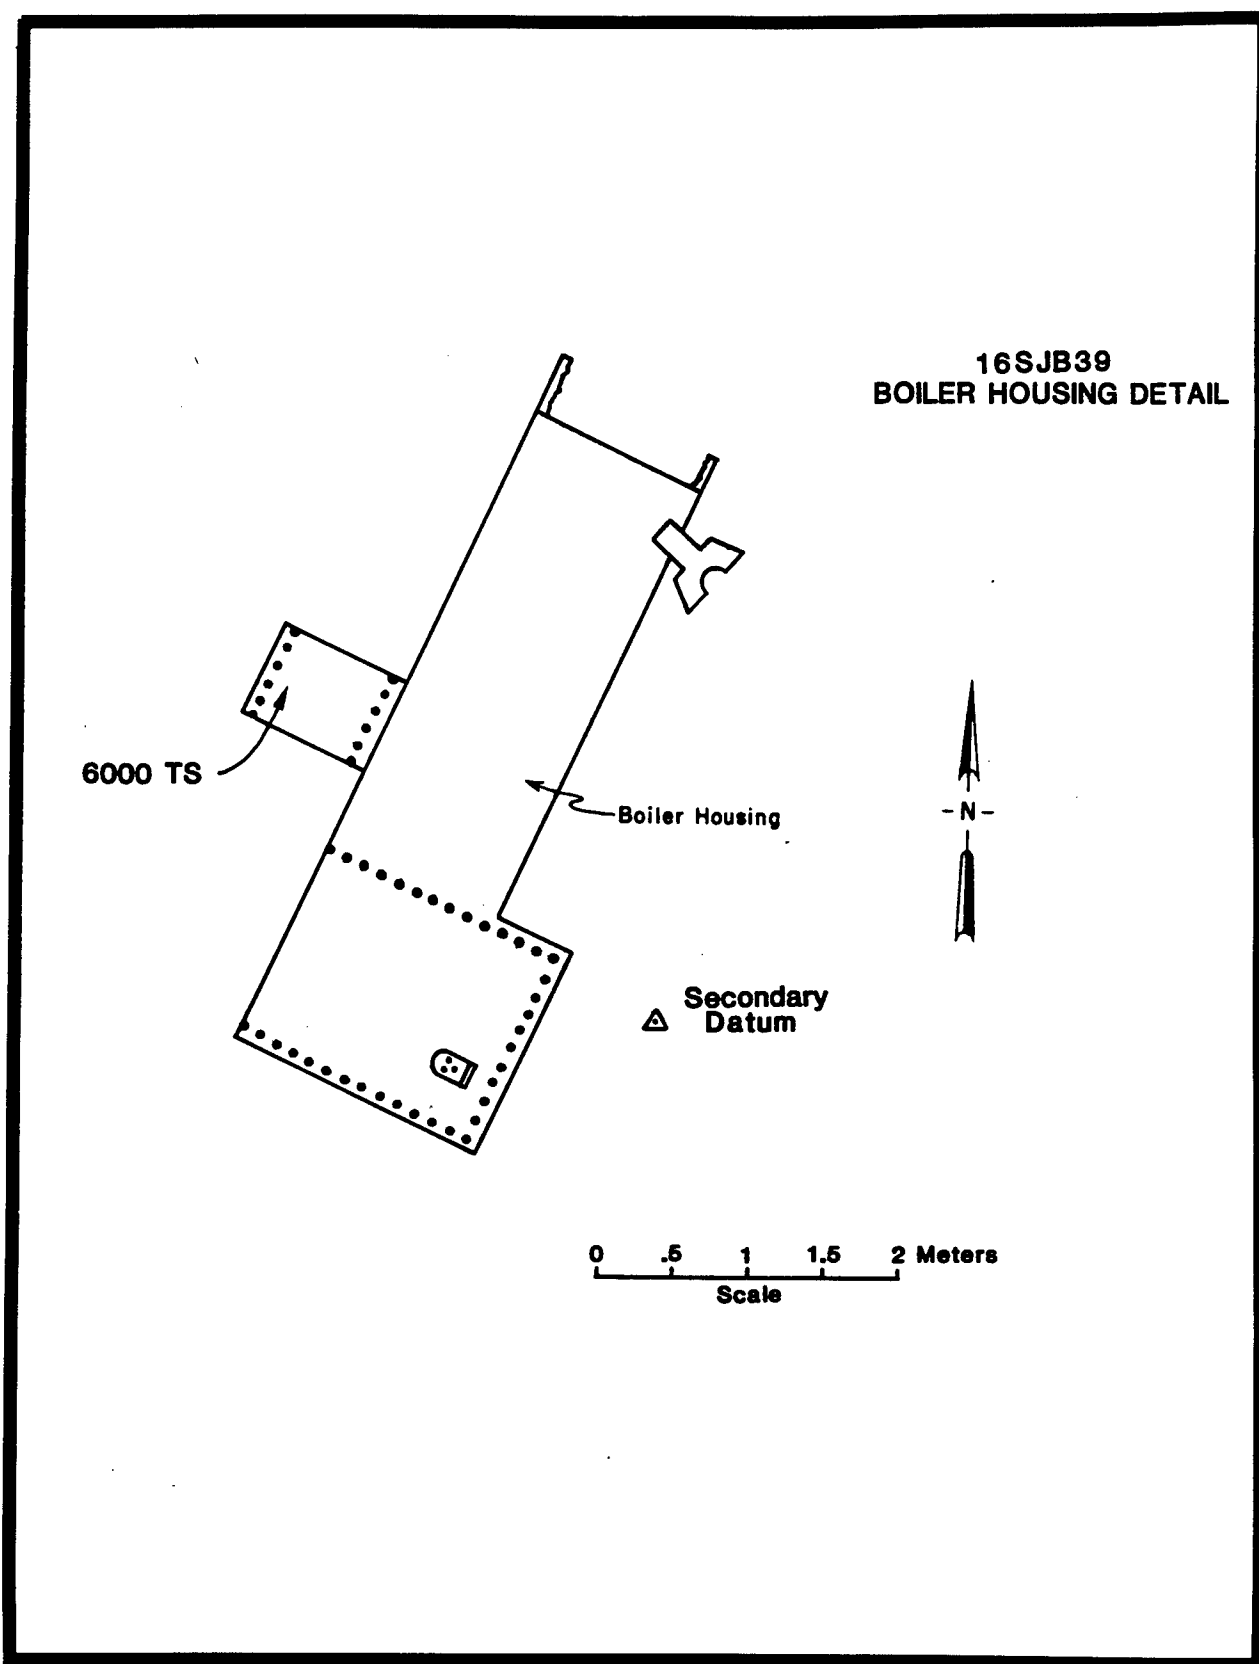 16SJB39
BOILER HOUSING DETAIL
6000 TS
Boiler Housing
- N -
Secondary
Datum
0 .5 1 1.5 2 Meters
Scale